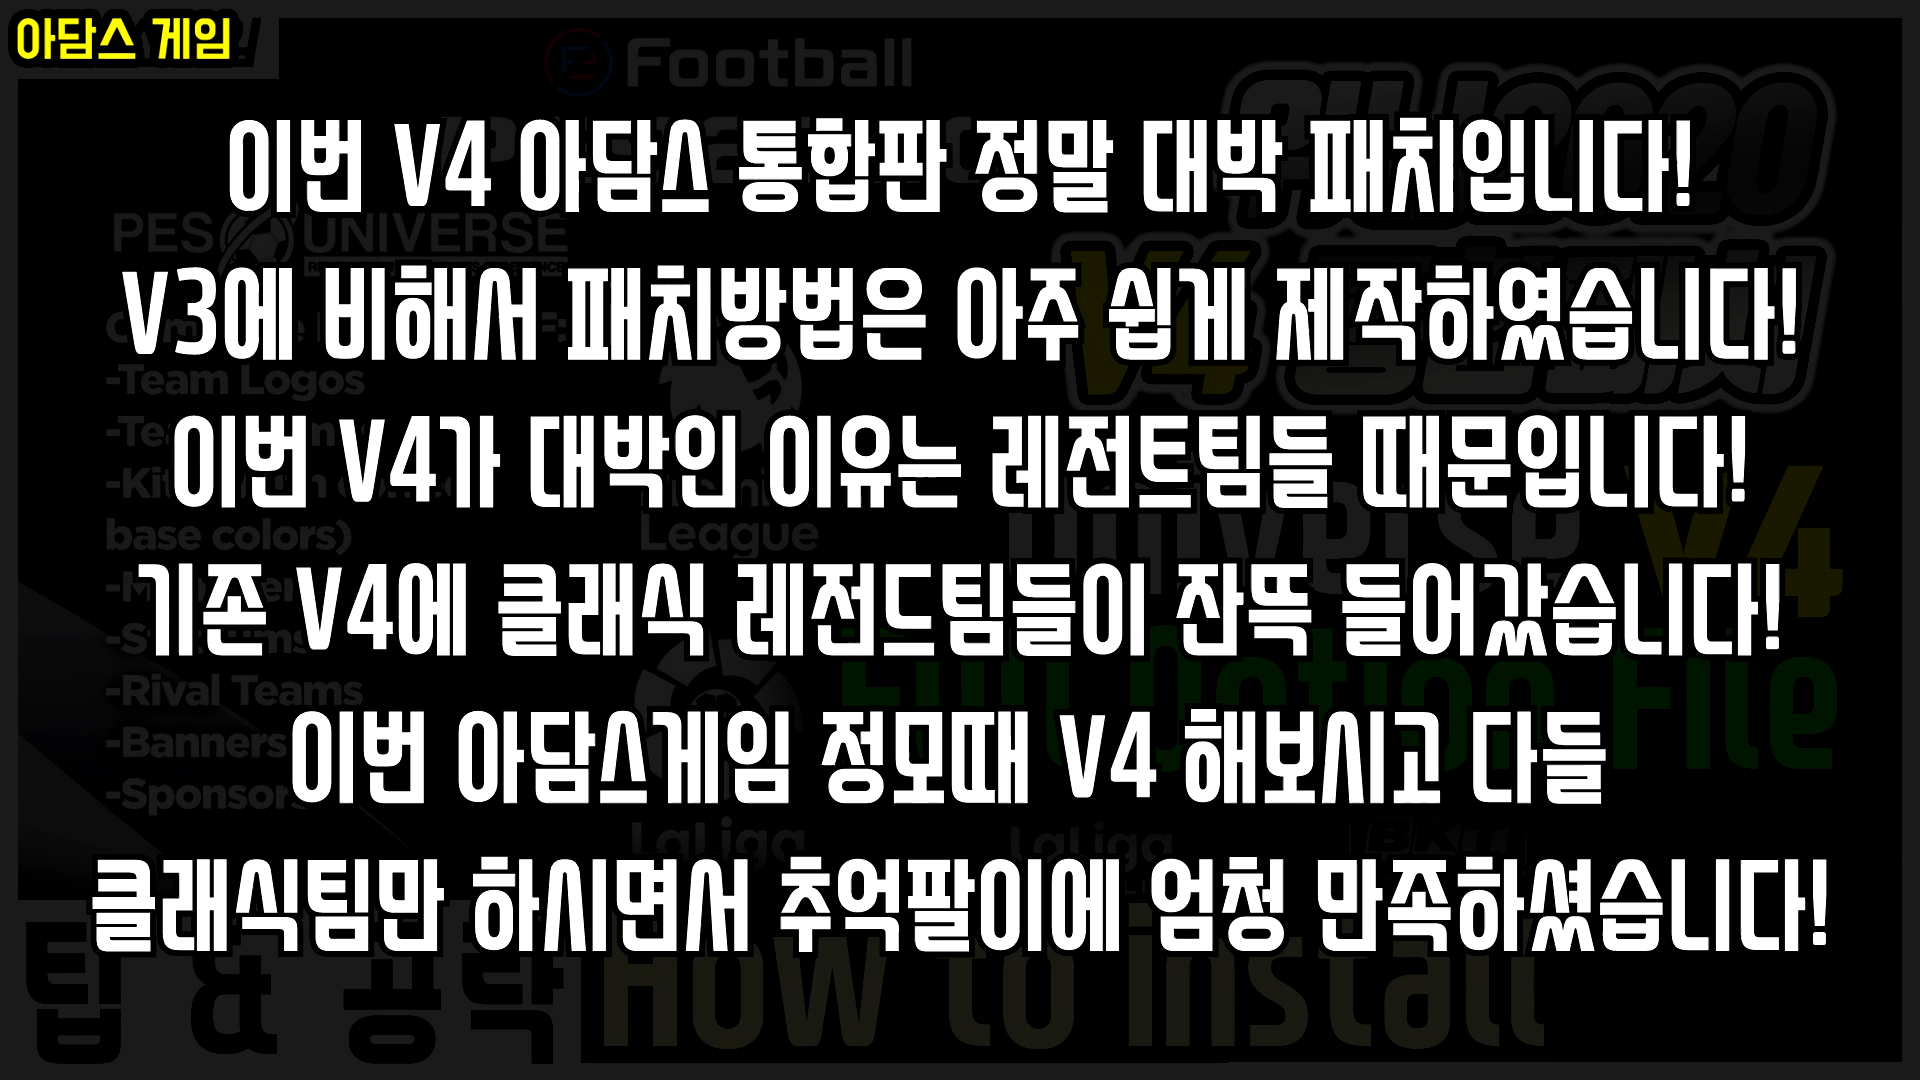 아담스 게임
Football
이번 V4 아담스 통합판 정말 대박 패치입니다!
PES UNIVERSE
V3에 비해서 패치방법은 아주 쉽게 제작하였습니다!
-Team Logos
이번 V4가 대박인 이유는 레전트팀들 때문입니다!
base colors)
League
기존 V4에 클래식 레전드팀들이 잔뜩 들어갔습니다!
-Rival Teams
-Banners
이번 아담스게임 정모때 V4 해보시고 다들
-Sponsors
LaLiga
LaLiga
클래식팀만 하시면서 추억팔이에 엄청 만족하셨습니다!
팁 & 공략
How to install